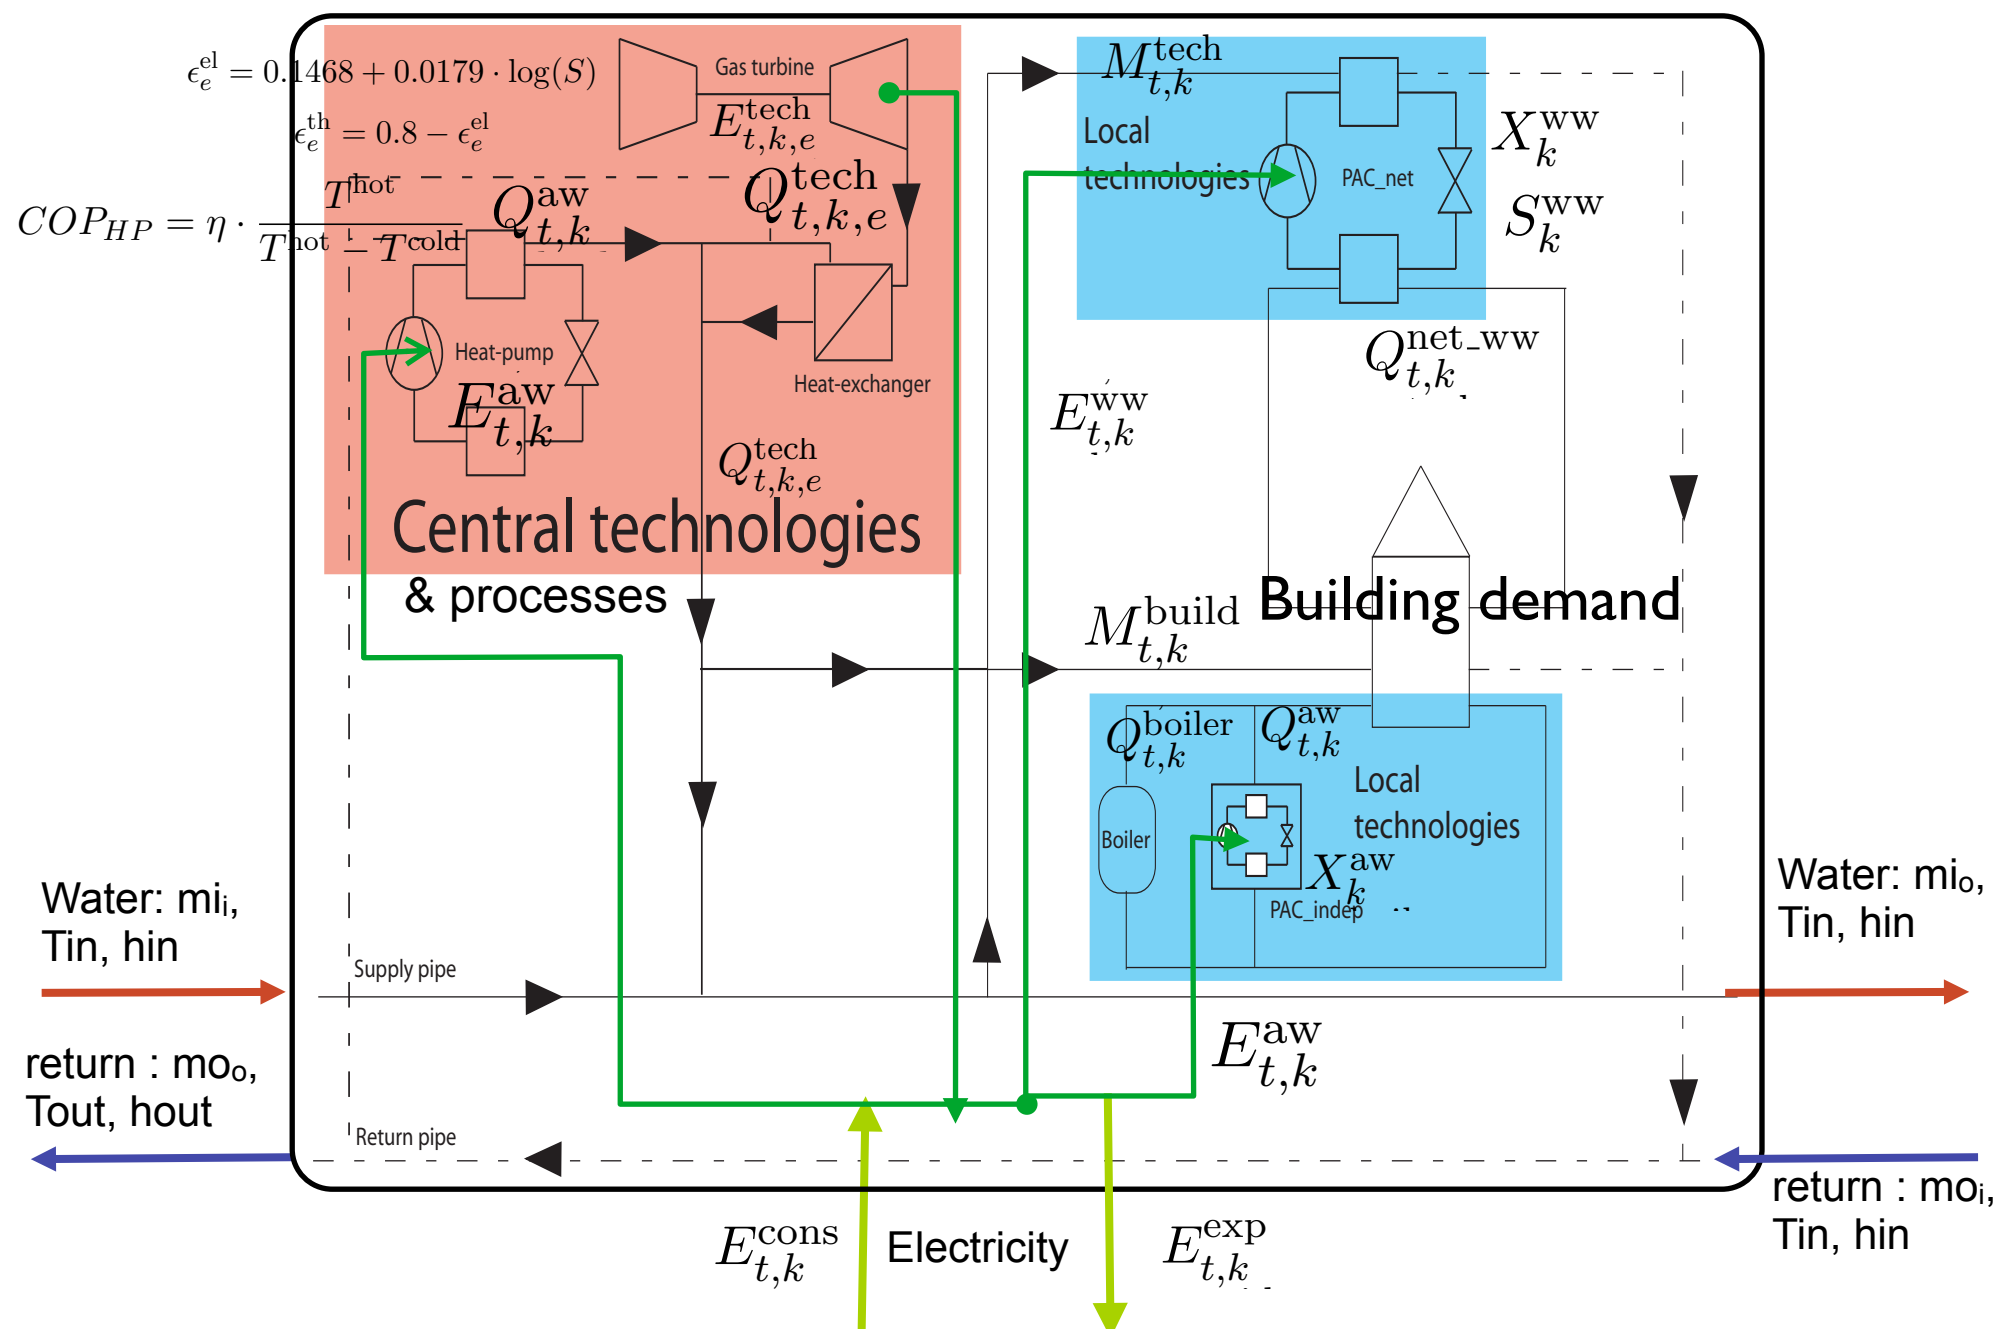 ϵ_e^el = 0.1468 + 0.0179 · log(S)
ϵ_e^th = 0.8 − ϵ_e^el
COP_HP = η · T^hot / (T^hot − T^cold)
Gas turbine
E_{t,k,e}^tech
Q_{t,k}^aw
Q_{t,k,e}^tech
Heat-pump
E_{t,k}^aw
Heat-exchanger
Q_{t,k,e}^tech
Central technologies
& processes
M_{t,k}^tech
Local
technologies
PAC_net
X_k^ww
S_k^ww
Q_{t,k}^net_ww
E_{t,k}^ww
Building demand
M_{t,k}^build
Q_{t,k}^boiler
Q_{t,k}^aw
Local
technologies
Boiler
X_k^aw
PAC_indep
Water: mi_i,
Tin, hin
Supply pipe
Water: mi_o,
Tin, hin
E_{t,k}^aw
return : mo_o,
Tout, hout
Return pipe
return : mo_i,
Tin, hin
E_{t,k}^cons
Electricity
E_{t,k}^exp